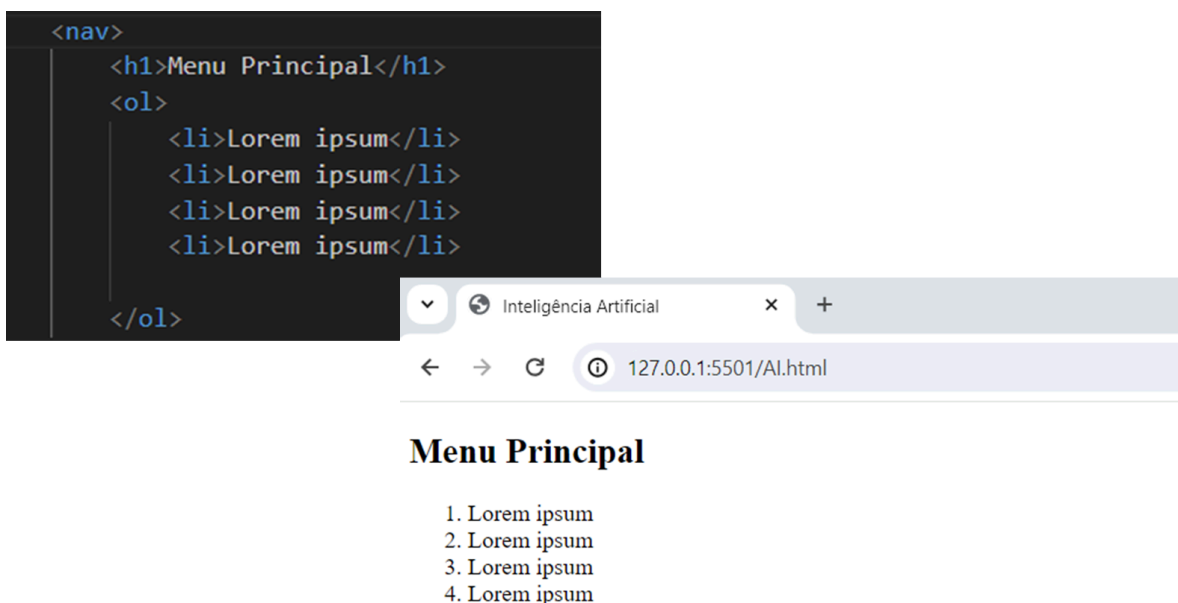 <nav>
<h1>Menu Principal</h1>
<ol>
<li>Lorem ipsum</li>
<li>Lorem ipsum</li>
<li>Lorem ipsum</li>
<li>Lorem ipsum</li>
</ol>
Inteligência Artificial
127.0.0.1:5501/AI.html
Menu Principal
1. Lorem ipsum
2. Lorem ipsum
3. Lorem ipsum
4. Lorem ipsum